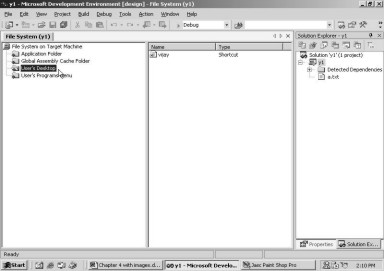 y1 - Microsoft Development Environment [design] - File System (y1)
File Edit View Project Build Debug Tools Action Window Help
Debug
File System (y1)
File System on Target Machine
Application Folder
Global Assembly Cache Folder
User's Desktop
User's Programs Menu
Name Type
Shortcut
Solution Explorer - y1
Solution 'y1' (1 project)
y1
Detected Dependencies
a.txt
Properties Solution Ex...
Ready
Start Chapter 4 with images.d... y1 - Microsoft Develo... Jasc Paint Shop Pro 2:10 PM